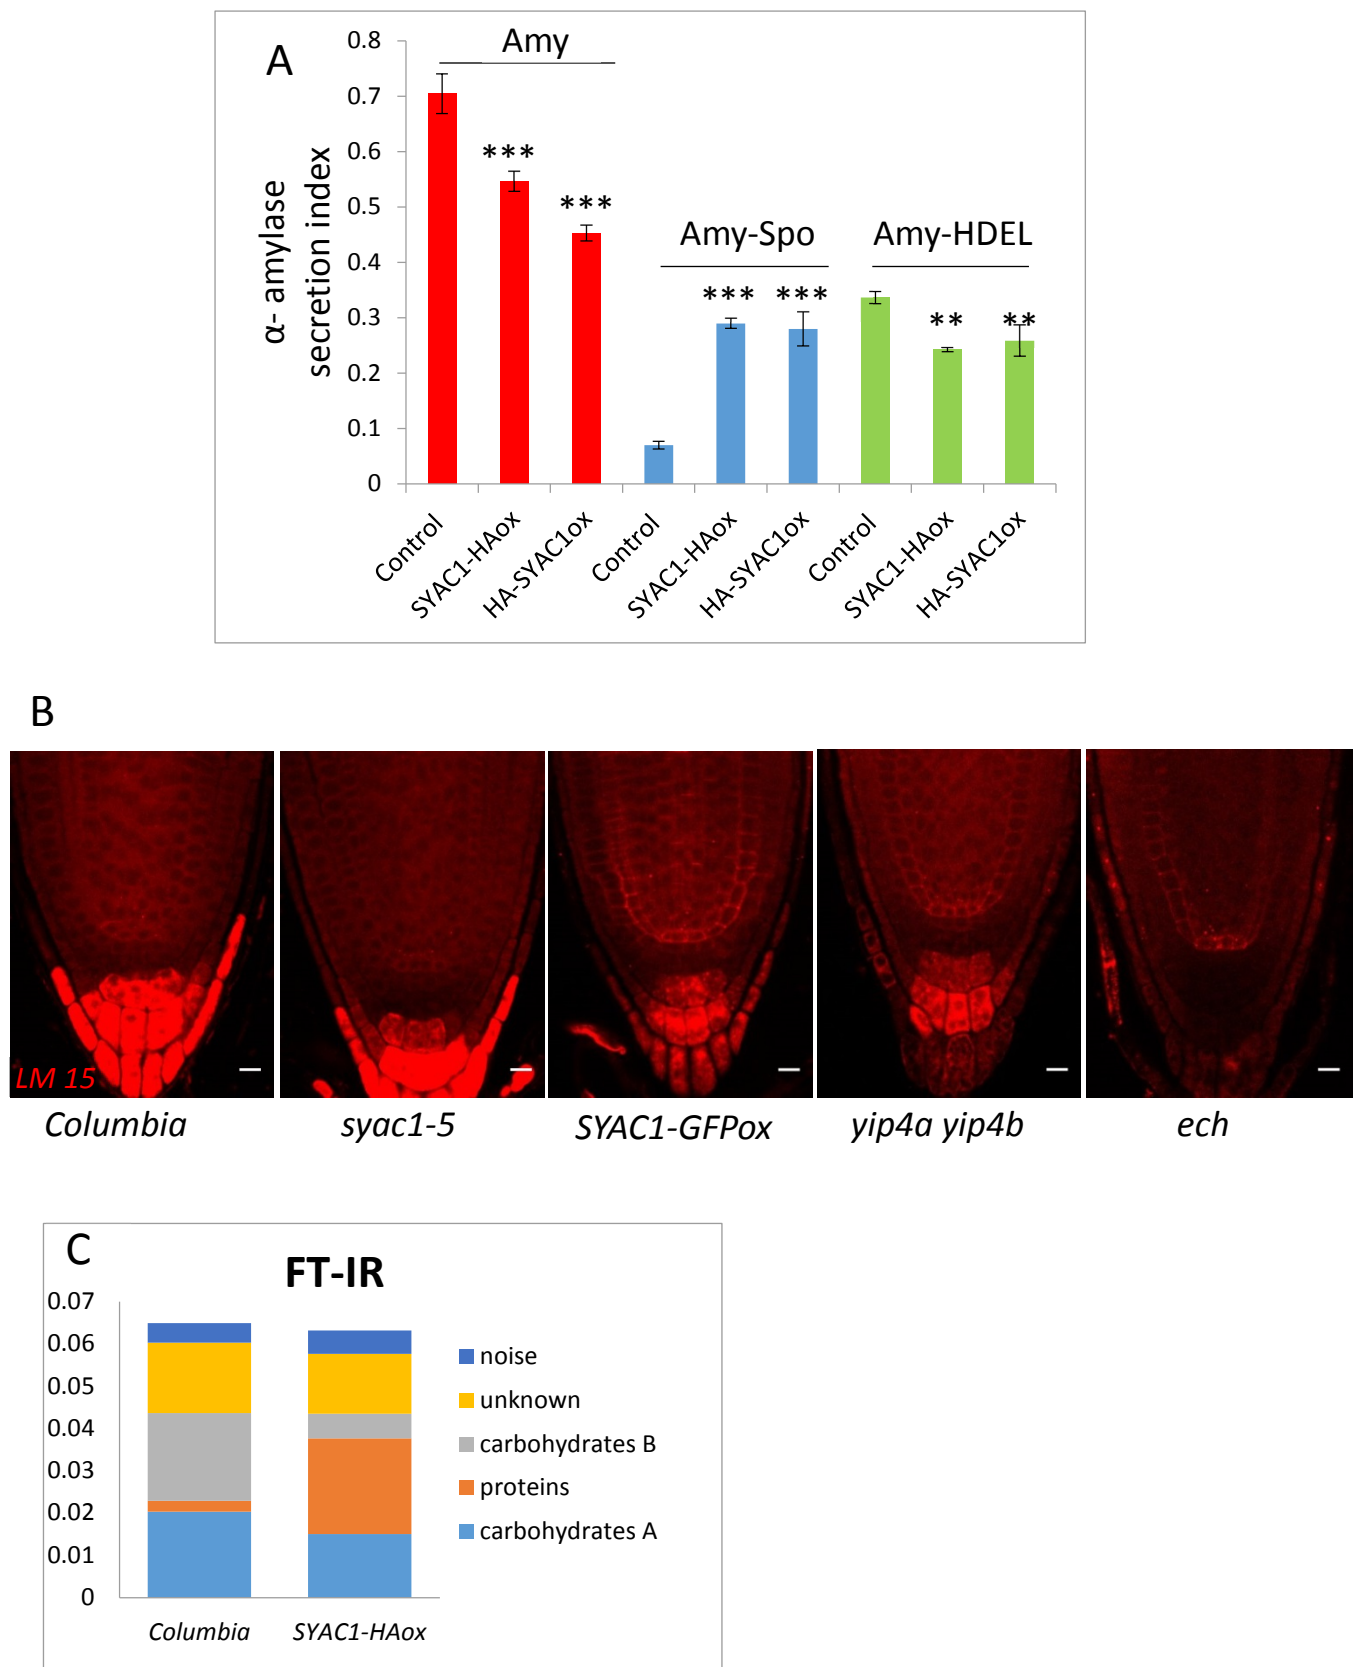 A
Amy
0.8
0.7
0.6
0.5
0.4
0.3
0.2
0.1
0
α- amylase
secretion index
***
***
Amy-Spo
***
***
Amy-HDEL
**
**
Control
SYAC1-HAox
HA-SYAC1ox
Control
SYAC1-HAox
HA-SYAC1ox
Control
SYAC1-HAox
HA-SYAC1ox
B
LM 15
Columbia
syac1-5
SYAC1-GFPox
yip4a yip4b
ech
C
FT-IR
0.07
0.06
0.05
0.04
0.03
0.02
0.01
0
noise
unknown
carbohydrates B
proteins
carbohydrates A
Columbia
SYAC1-HAox